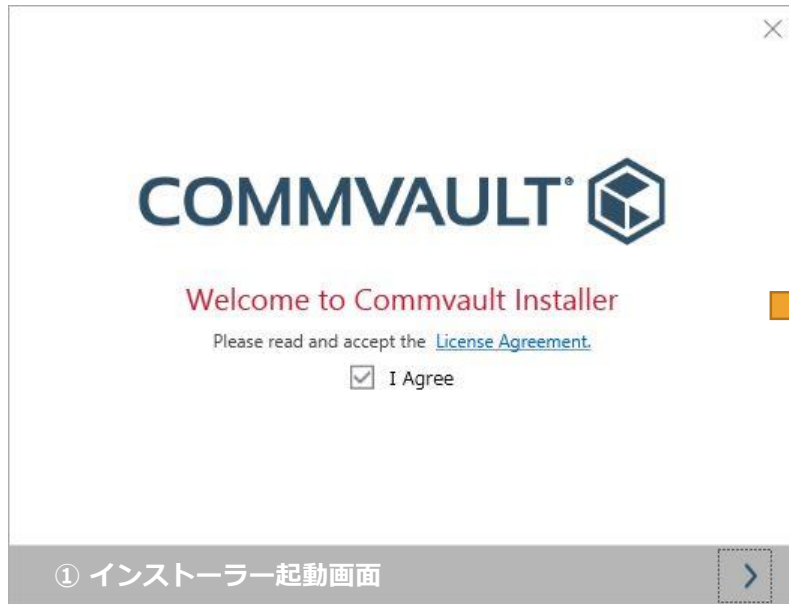 COMMVAULT®
Welcome to Commvault Installer
Please read and accept the License Agreement.
I Agree
① インストーラー起動画面